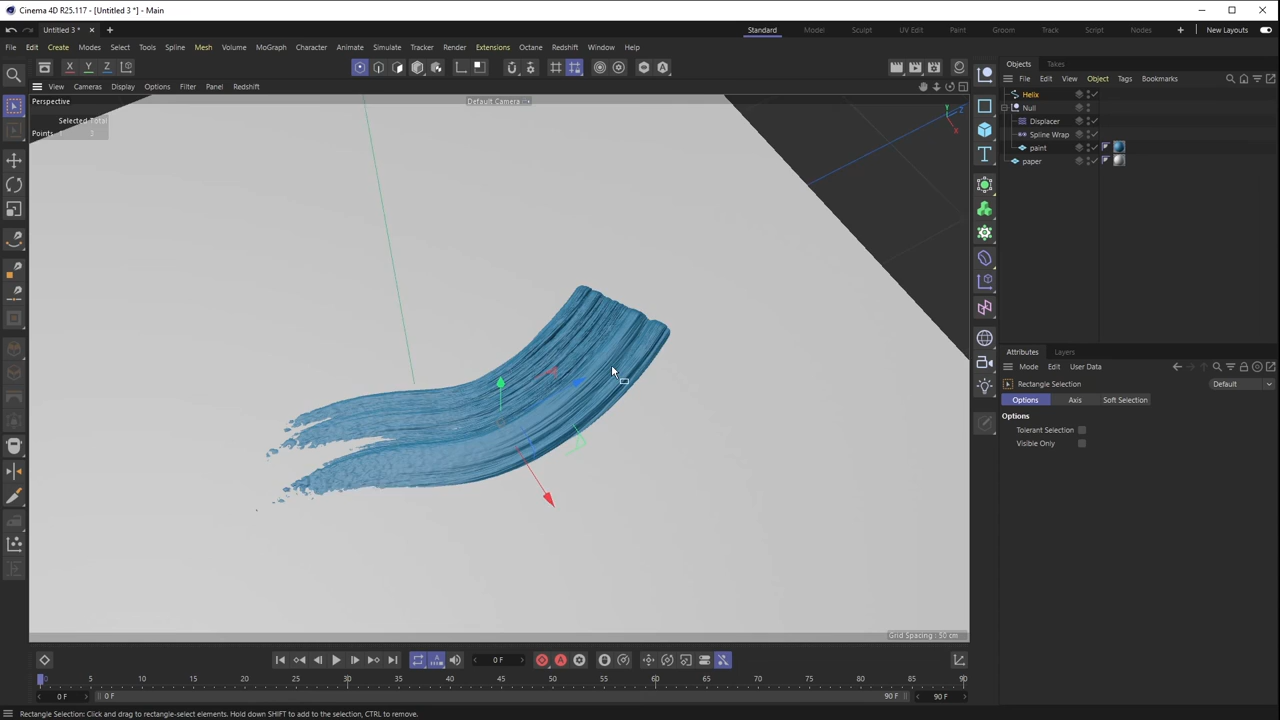 Cinema 4D R25.117 - [Untitled 3 *] - Main
Untitled 3 *
Standard Model Sculpt UV Edit Paint Groom Track Script Nodes New Layouts
File Edit Create Modes Select Tools Spline Mesh Volume MoGraph Character Animate Simulate Tracker Render Extensions Octane Redshift Window Help
X Y Z
View Cameras Display Options Filter Panel Redshift
Perspective
Default Camera
Selected Total
Points
Y
Z
X
Grid Spacing : 50 cm
Objects Takes
File Edit View Object Tags Bookmarks
Helix
Null
Displacer
Spline Wrap
paint
paper
Attributes Layers
Mode Edit User Data
Rectangle Selection Default
Options Axis Soft Selection
Options
Tolerant Selection
Visible Only
0 F
0 5 10 15 20 25 30 35 40 45 50 55 60 65 70 75 80 85 90
0 F 0 F 90 F 90 F
Rectangle Selection: Click and drag to rectangle-select elements. Hold down SHIFT to add to the selection, CTRL to remove.